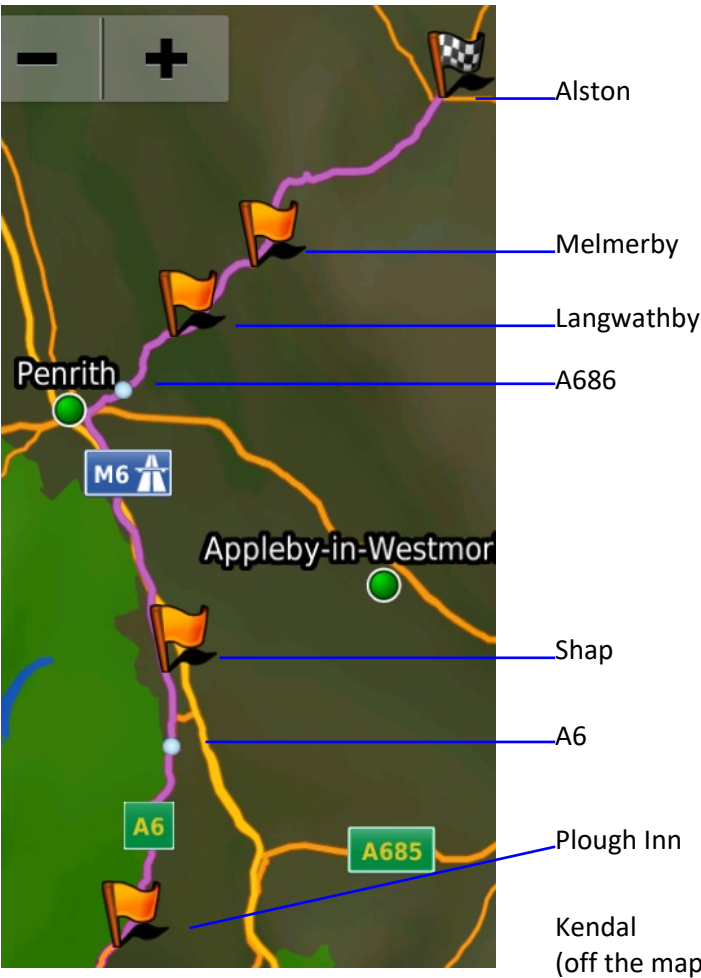 Alston
Melmerby
Langwathby
Penrith
A686
M6
Appleby-in-Westmor
Shap
A6
A6
Plough Inn
A685
Kendal
(off the map